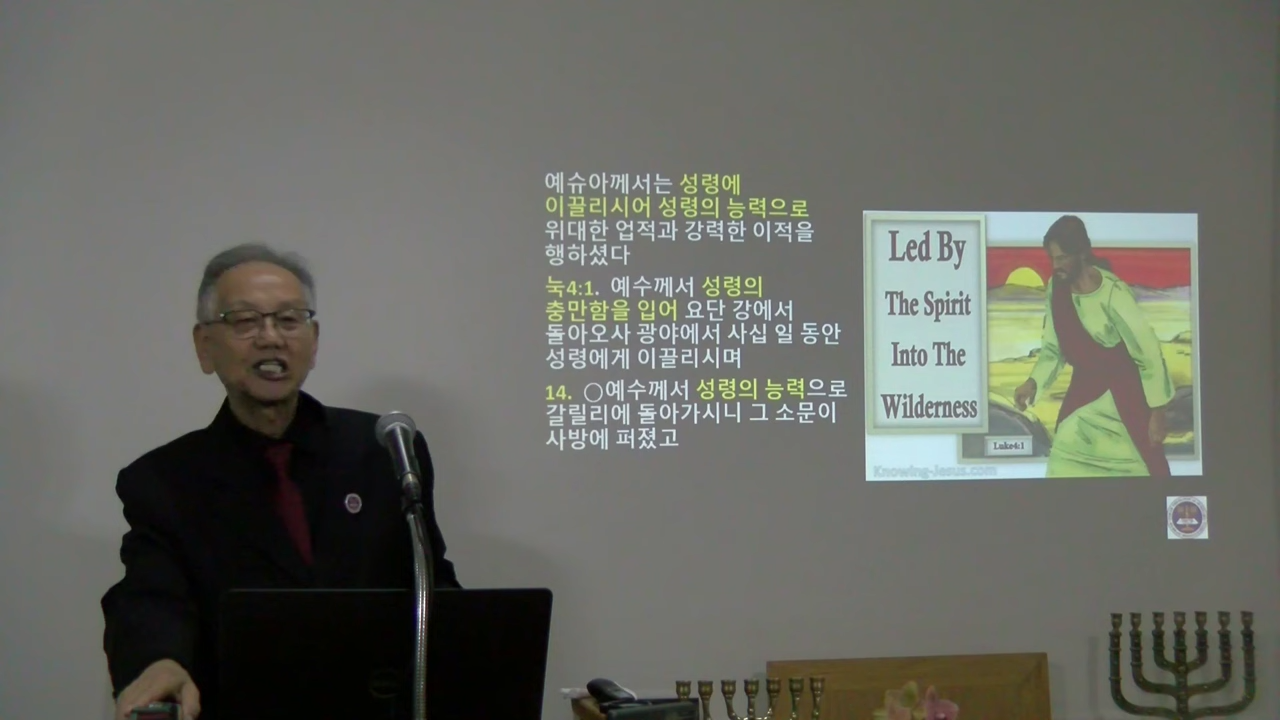 예슈아께서는 성령에
이끌리시어 성령의 능력으로
위대한 업적과 강력한 이적을
행하셨다
눅4:1. 예수께서 성령의
충만함을 입어 요단 강에서
돌아오사 광야에서 사십 일 동안
성령에게 이끌리시며
14. ○예수께서 성령의 능력으로
갈릴리에 돌아가시니 그 소문이
사방에 퍼졌고
Led By
The Spirit
Into The
Wilderness
Luke4:1
Knowing-Jesus.com